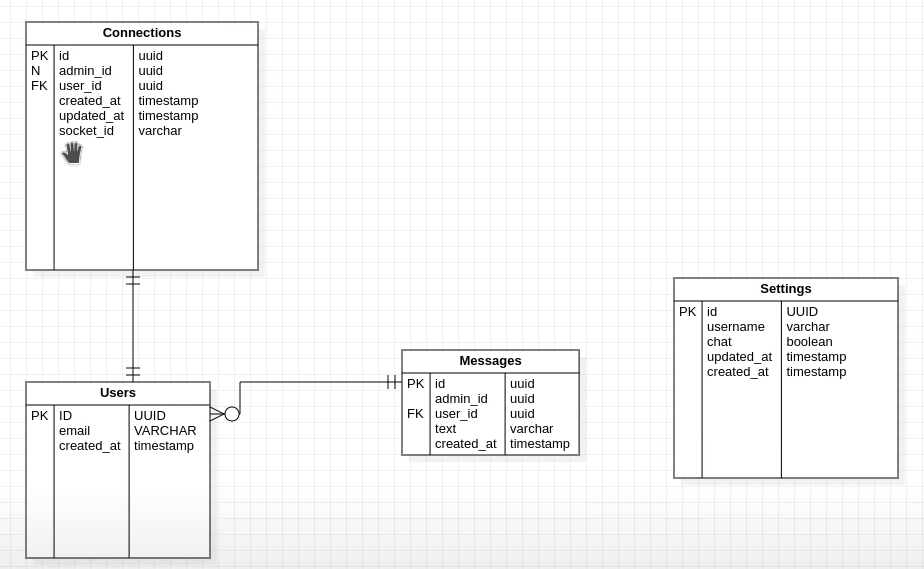 Connections
PK id uuid
N admin_id uuid
FK user_id uuid
created_at timestamp
updated_at timestamp
socket_id varchar
Settings
PK id UUID
username varchar
chat boolean
updated_at timestamp
created_at timestamp
Messages
PK id uuid
admin_id uuid
FK user_id uuid
text varchar
created_at timestamp
Users
PK ID UUID
email VARCHAR
created_at timestamp